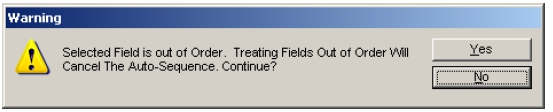 Warning
Selected Field is out of Order. Treating Fields Out of Order Will
Cancel The Auto-Sequence. Continue?
Yes
No